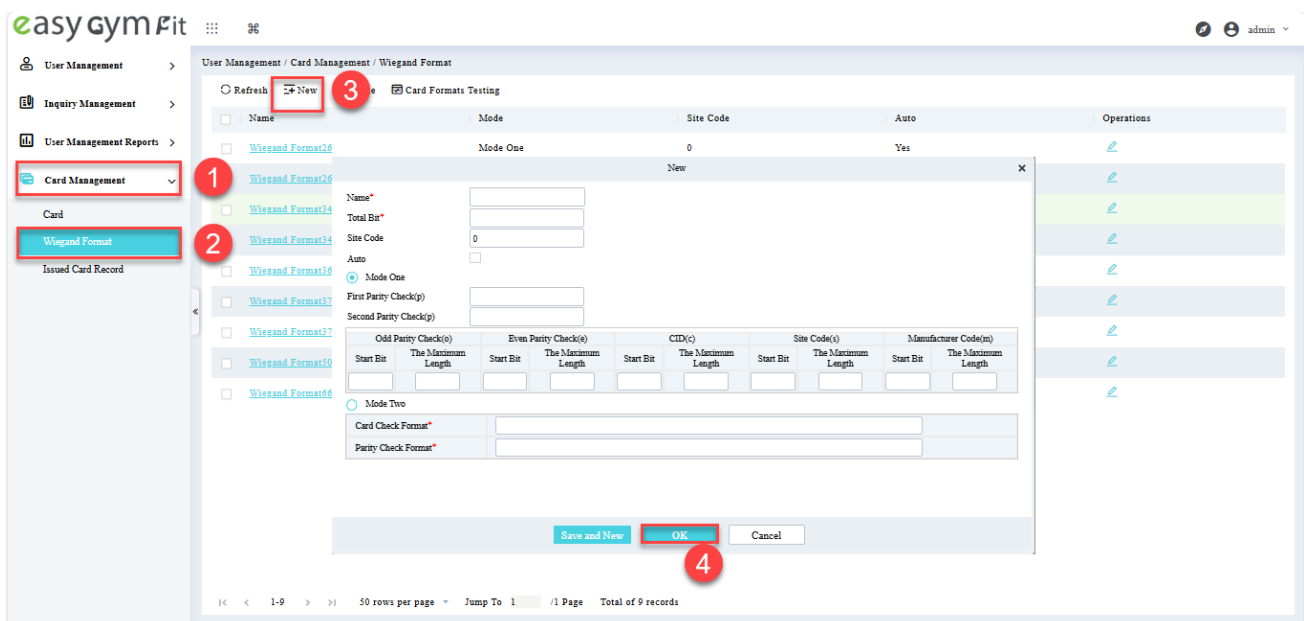 easy Gym Fit
admin
User Management
Inquiry Management
User Management Reports
Card Management
1
Card
Wiegand Format
2
Issued Card Record
User Management / Card Management / Wiegand Format
Refresh New 3 e Card Formats Testing
Name Mode Site Code Auto Operations
Wiegand Format26 Mode One 0 Yes
Wiegand Format26
Wiegand Format34
Wiegand Format34
Wiegand Format36
Wiegand Format37
Wiegand Format37
Wiegand Format50
Wiegand Format66
New
Name*
Total Bit*
Site Code 0
Auto
Mode One
First Parity Check(p)
Second Parity Check(p)
Odd Parity Check(o) Even Parity Check(e) CID(c) Site Code(s) Manufacturer Code(m)
Start Bit The Maximum Length Start Bit The Maximum Length Start Bit The Maximum Length Start Bit The Maximum Length Start Bit The Maximum Length
Mode Two
Card Check Format*
Parity Check Format*
Save and New OK Cancel
4
1-9 50 rows per page Jump To 1 /1 Page Total of 9 records